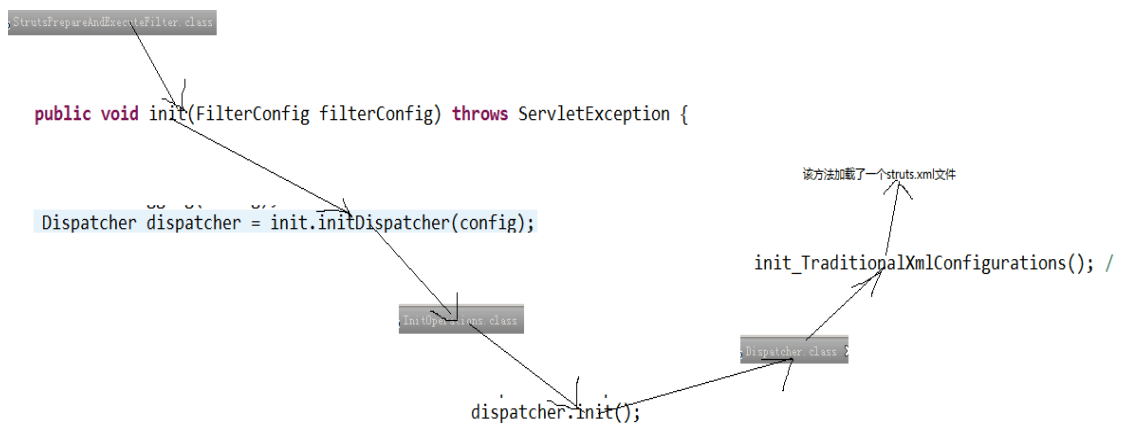 StrutsPrepareAndExecuteFilter.class
public void init(FilterConfig filterConfig) throws ServletException {
该方法加载了一个struts.xml文件
Dispatcher dispatcher = init.initDispatcher(config);
init_TraditionalXmlConfigurations(); /
InitOperations.class
Dispatcher.class
dispatcher.init();